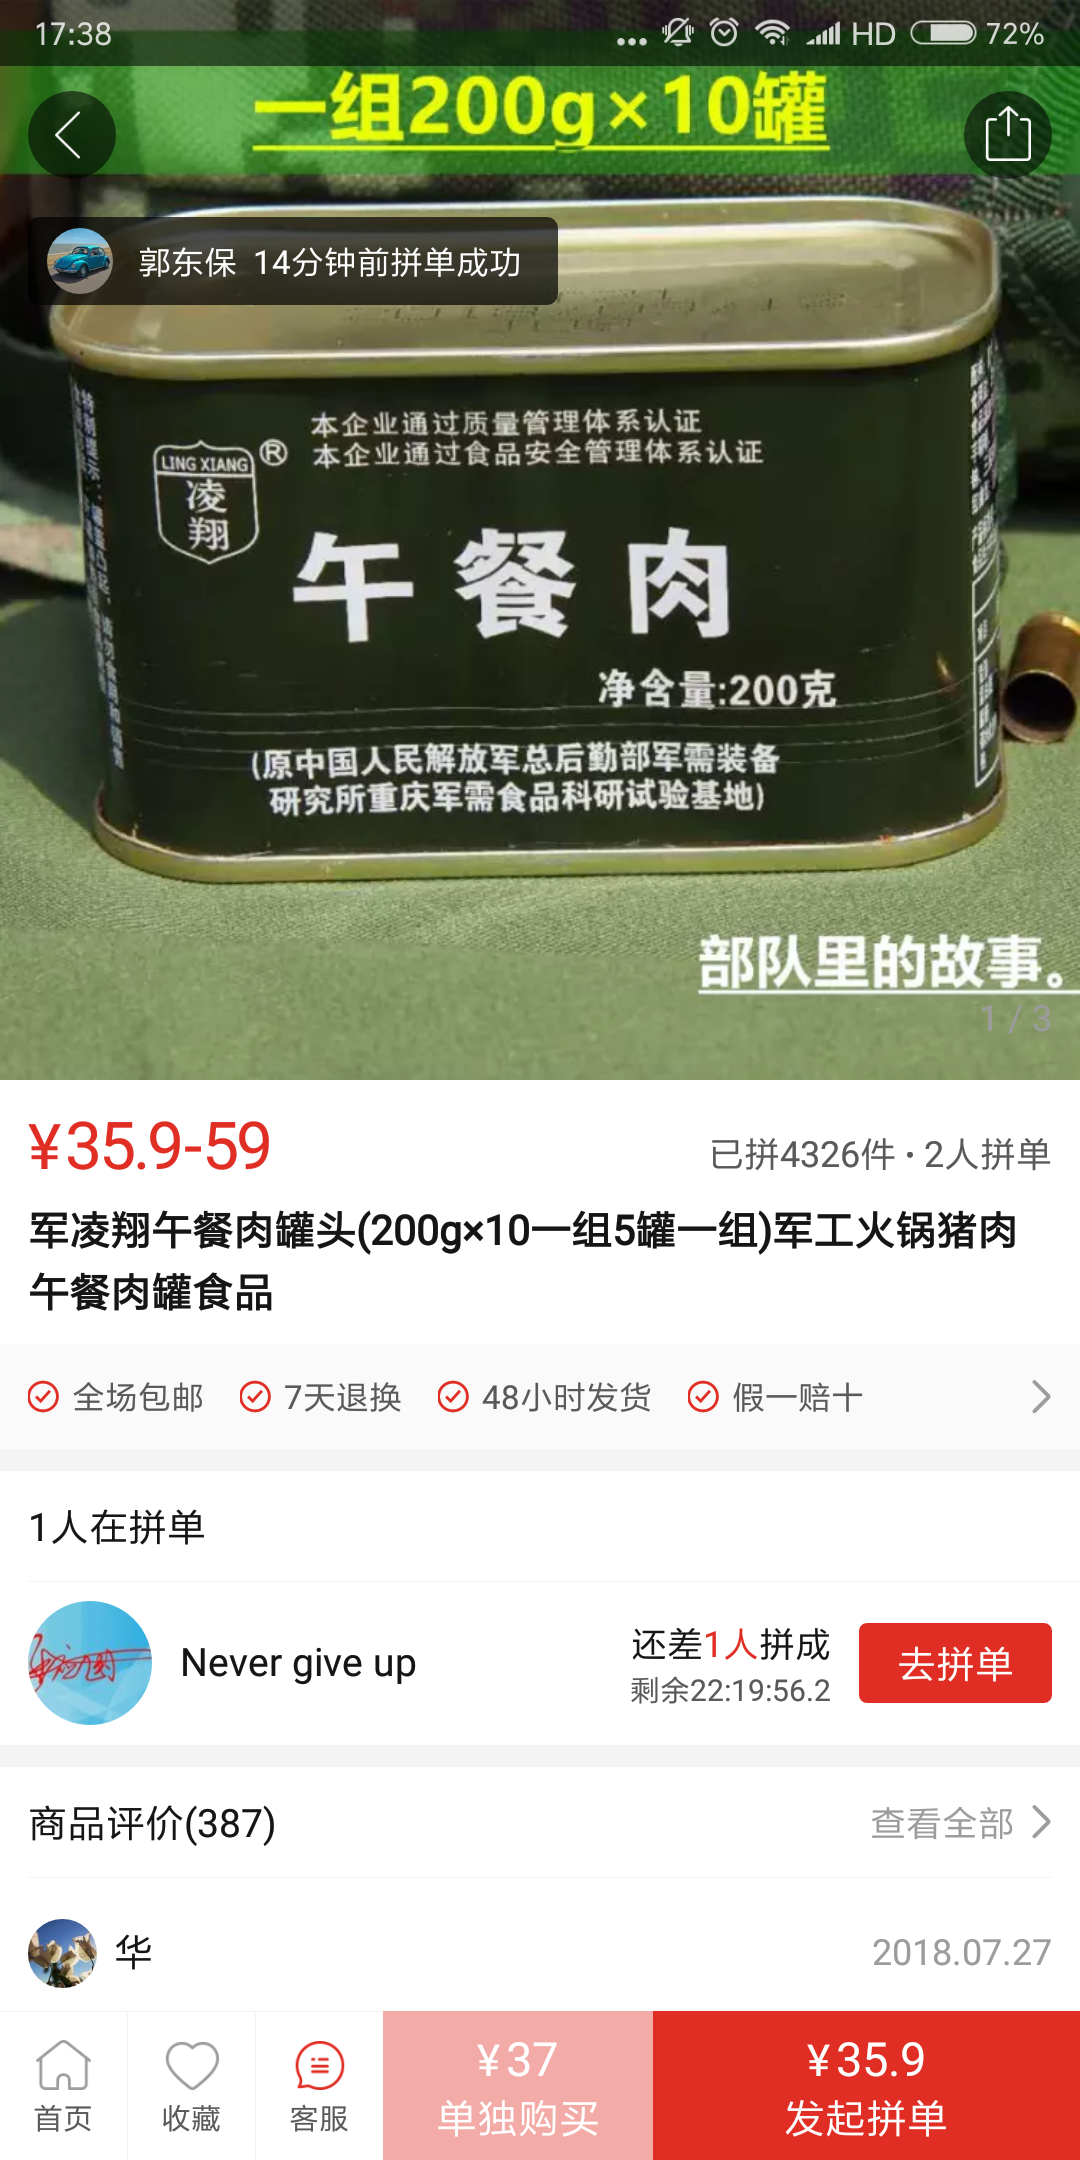 17:38
HD
72%
一组200g×10罐
郭东保 14分钟前拼单成功
本企业通过质量管理体系认证
本企业通过食品安全管理体系认证
LING XIANG
凌翔
®
午餐肉
净含量:200克
(原中国人民解放军总后勤部军需装备
研究所重庆军需食品科研试验基地)
部队里的故事。
1 / 3
¥35.9-59
已拼4326件·2人拼单
军凌翔午餐肉罐头(200g×10一组5罐一组)军工火锅猪肉
午餐肉罐食品
全场包邮 7天退换 48小时发货 假一赔十
1人在拼单
Never give up
还差1人拼成
剩余22:19:56.2
去拼单
商品评价(387)
查看全部
华
2018.07.27
首页
收藏
客服
¥37
单独购买
¥35.9
发起拼单